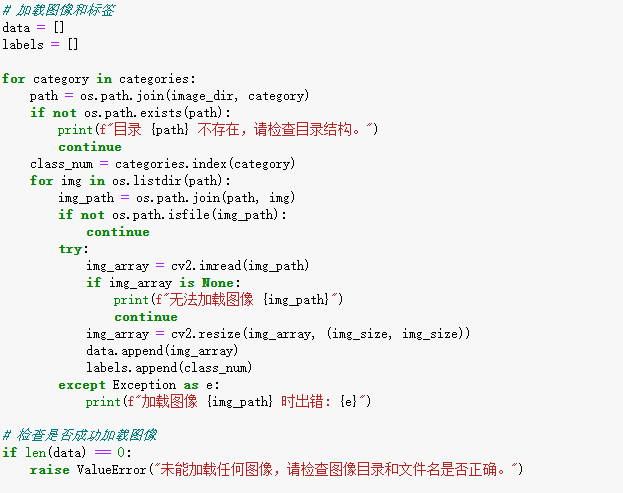 # 加载图像和标签
data = []
labels = []

for category in categories:
    path = os.path.join(image_dir, category)
    if not os.path.exists(path):
        print(f"目录 {path} 不存在，请检查目录结构。")
        continue
    class_num = categories.index(category)
    for img in os.listdir(path):
        img_path = os.path.join(path, img)
        if not os.path.isfile(img_path):
            continue
        try:
            img_array = cv2.imread(img_path)
            if img_array is None:
                print(f"无法加载图像 {img_path}")
                continue
            img_array = cv2.resize(img_array, (img_size, img_size))
            data.append(img_array)
            labels.append(class_num)
        except Exception as e:
            print(f"加载图像 {img_path} 时出错: {e}")

# 检查是否成功加载图像
if len(data) == 0:
    raise ValueError("未能加载任何图像，请检查图像目录和文件名是否正确。")